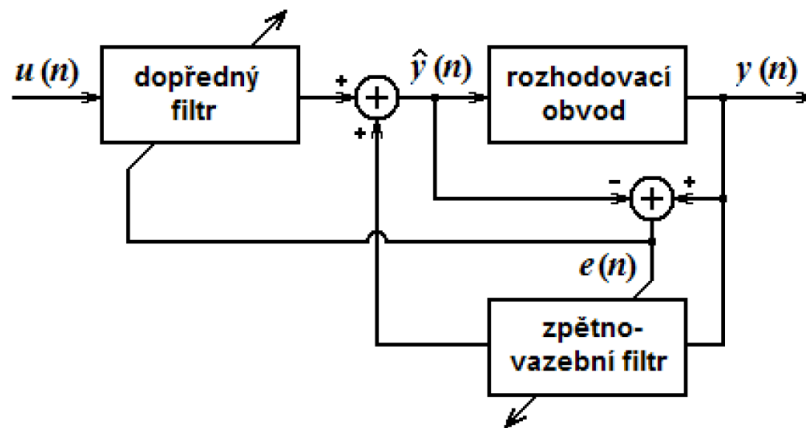 u(n)
dopředný
filtr
+
+
ŷ(n)
rozhodovací
obvod
y(n)
–
+
e(n)
zpětno-
vazební filtr